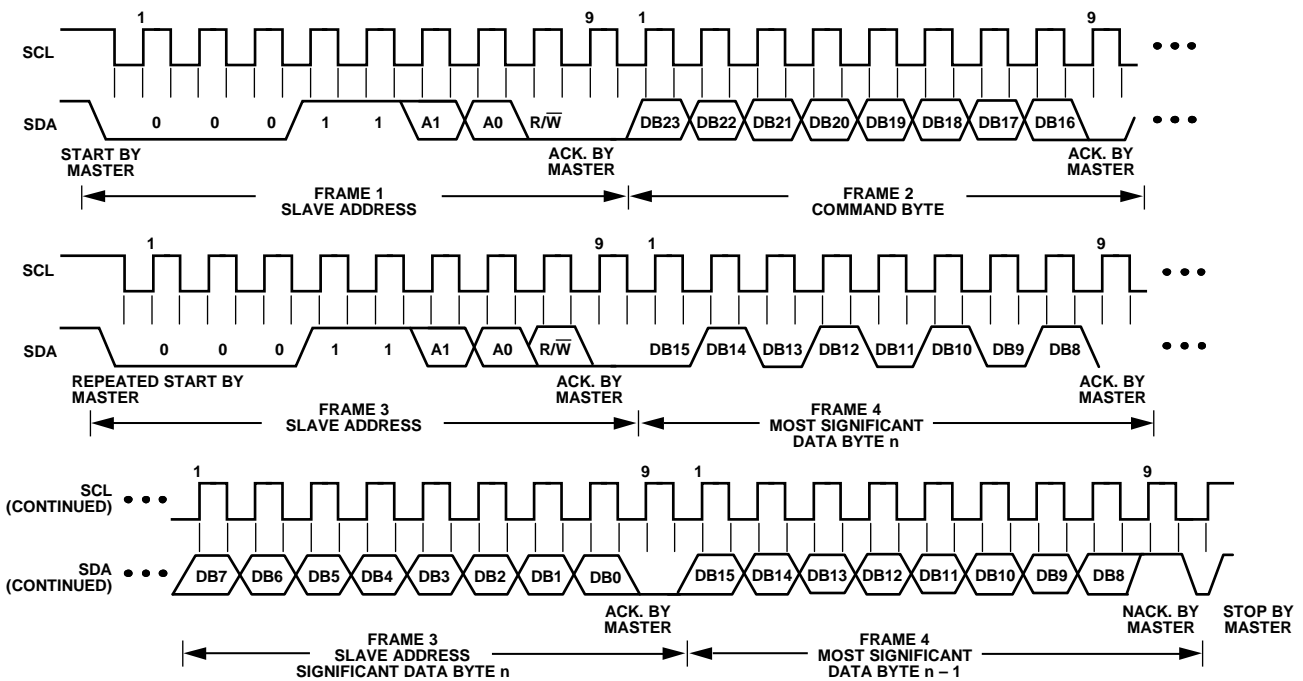 1 9 1 9
SCL
SDA 0 0 0 1 1 A1 A0 R/W̅ DB23 DB22 DB21 DB20 DB19 DB18 DB17 DB16
START BY
MASTER
ACK. BY
MASTER
ACK. BY
MASTER
FRAME 1
SLAVE ADDRESS
FRAME 2
COMMAND BYTE
1 9 1 9
SCL
SDA 0 0 0 1 1 A1 A0 R/W̅ DB15 DB14 DB13 DB12 DB11 DB10 DB9 DB8
REPEATED START BY
MASTER
ACK. BY
MASTER
ACK. BY
MASTER
FRAME 3
SLAVE ADDRESS
FRAME 4
MOST SIGNIFICANT
DATA BYTE n
1 9 1 9
SCL
(CONTINUED)
SDA
(CONTINUED)
DB7 DB6 DB5 DB4 DB3 DB2 DB1 DB0 DB15 DB14 DB13 DB12 DB11 DB10 DB9 DB8
ACK. BY
MASTER
NACK. BY
MASTER
STOP BY
MASTER
FRAME 3
SLAVE ADDRESS
SIGNIFICANT DATA BYTE n
FRAME 4
MOST SIGNIFICANT
DATA BYTE n – 1